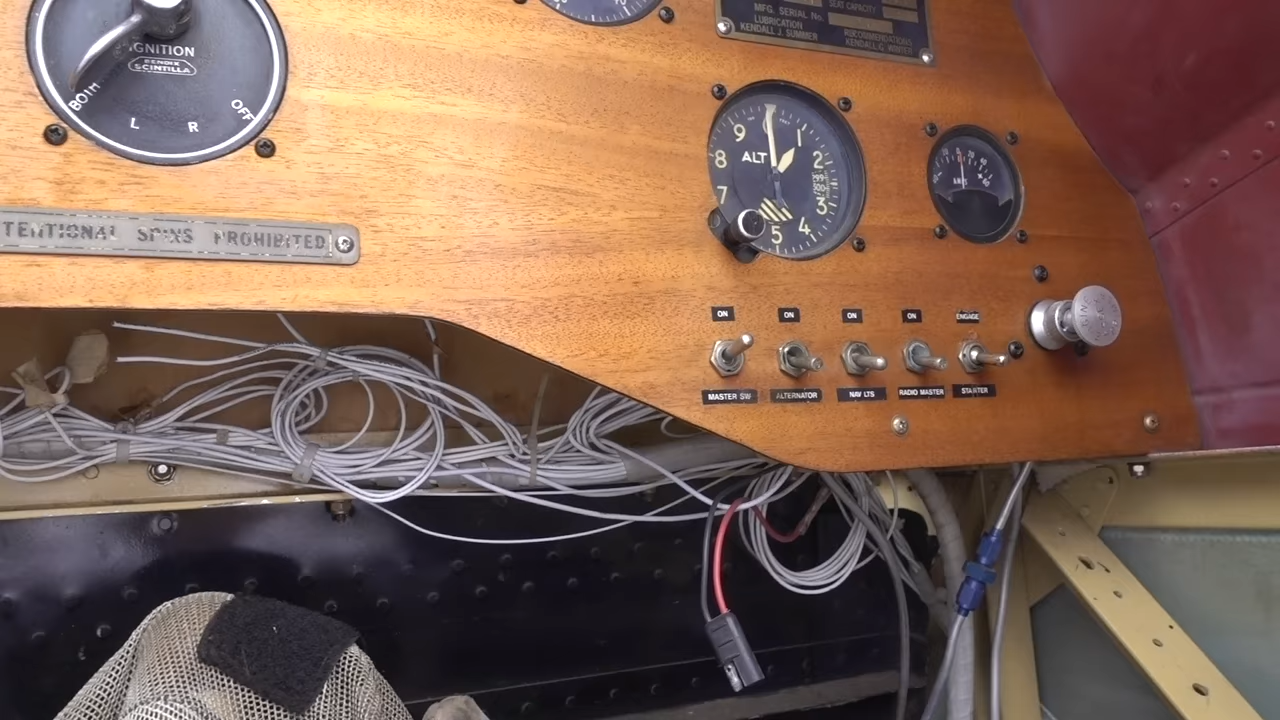 SEAT CAPACITY
MFG. SERIAL No.
LUBRICATION
RECOMMENDATIONS
KENDALL J. SUMMER
KENDALL G. WINTER
IGNITION
BENDIX
SCINTILLA
BOTH
L
R
OFF
TENTIONAL SPINS PROHIBITED
0
1
2
3
4
5
7
8
9
ALT
AMPS
ON
ON
ON
ON
ENGAGE
MASTER SW
ALTERNATOR
NAV LTS
RADIO MASTER
STARTER